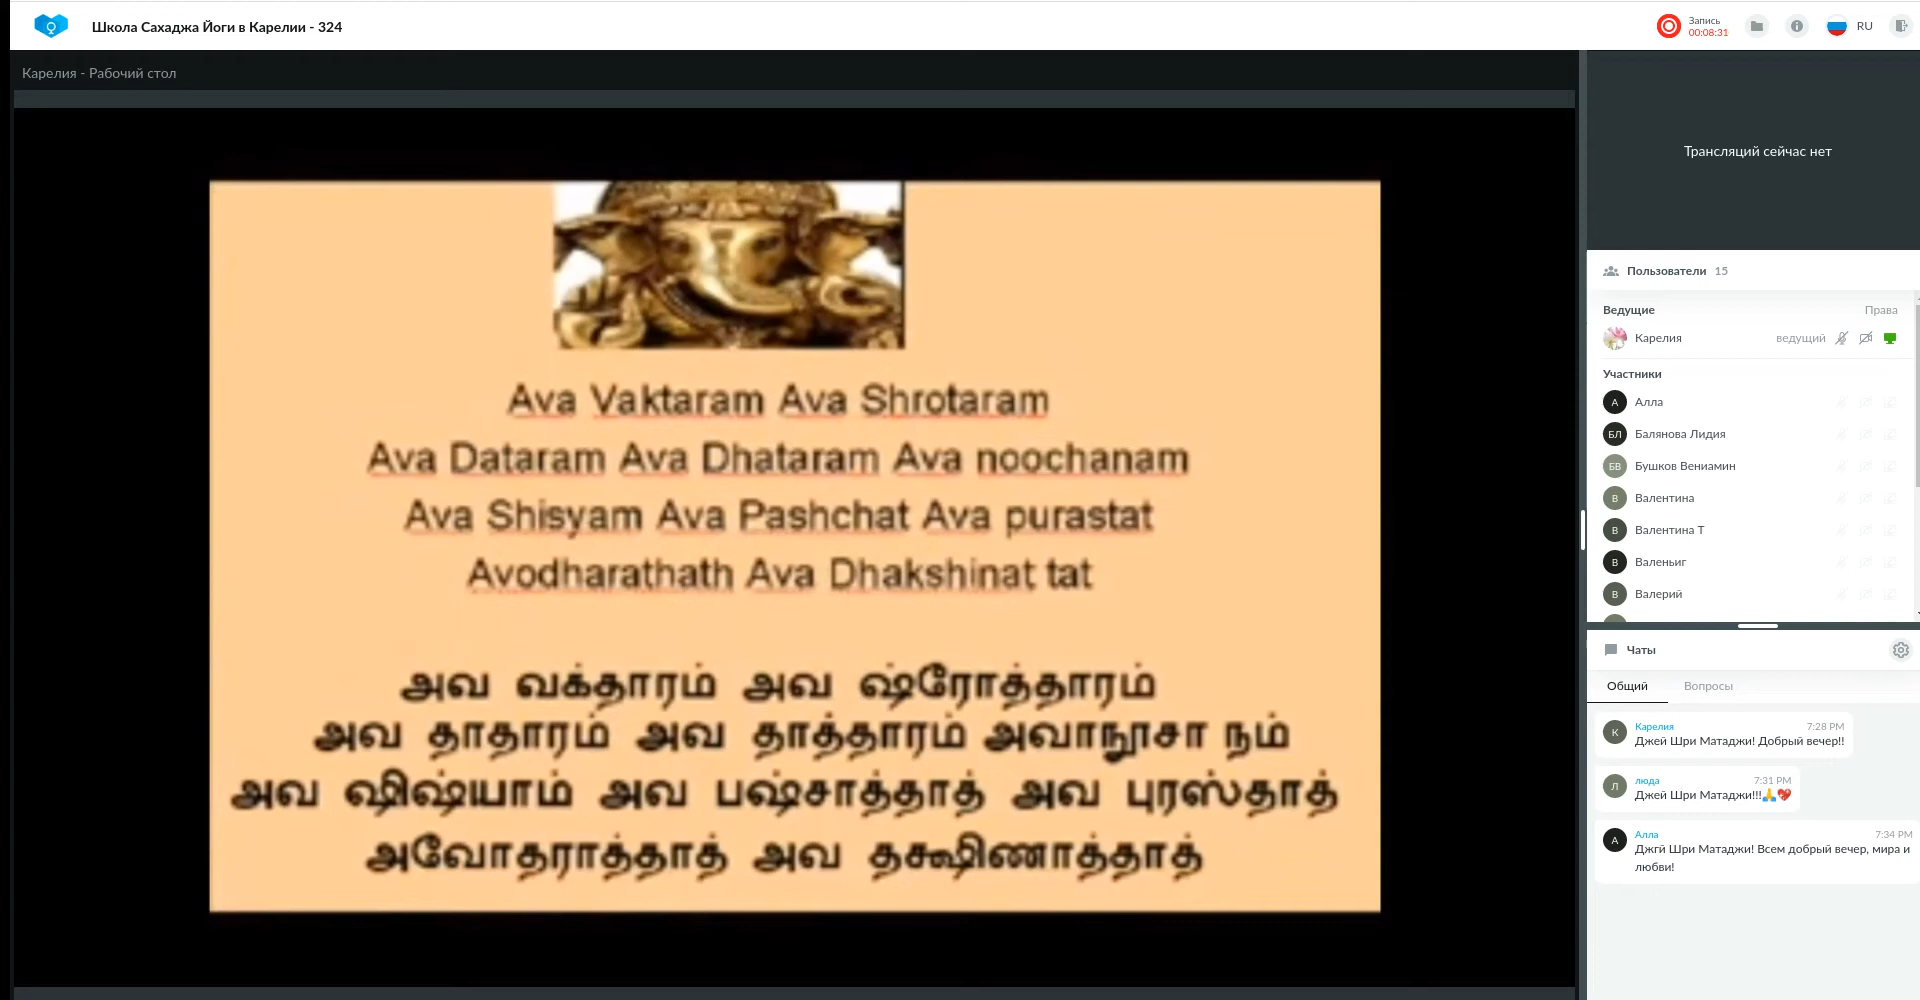 Школа Сахаджа Йоги в Карелии - 324
Запись
00:08:31
RU
Карелия - Рабочий стол
Ava Vaktaram Ava Shrotaram
Ava Dataram Ava Dhataram Ava noochanam
Ava Shisyam Ava Pashchat Ava purastat
Avodharathath Ava Dhakshinat tat
அவ வக்தாரம் அவ ஷ்ரோத்தாரம்
அவ தாதாரம் அவ தாத்தாரம் அவாநூசா நம்
அவ ஷிஷ்யாம் அவ பஷ்சாத்தாத் அவ புரஸ்தாத்
அவோதராத்தாத் அவ தக்ஷிணாத்தாத்
Трансляций сейчас нет
Пользователи 15
Ведущие Права
Карелия ведущий
Участники
А Алла
БЛ Балянова Лидия
БВ Бушков Вениамин
В Валентина
В Валентина Т
В Валеньиг
В Валерий
Чаты
Общий Вопросы
К Карелия 7:28 PM
Джей Шри Матаджи! Добрый вечер!!
Л люда 7:31 PM
Джей Шри Матаджи!!!🙏💖
А Алла 7:34 PM
Джгй Шри Матаджи! Всем добрый вечер, мира и
любви!